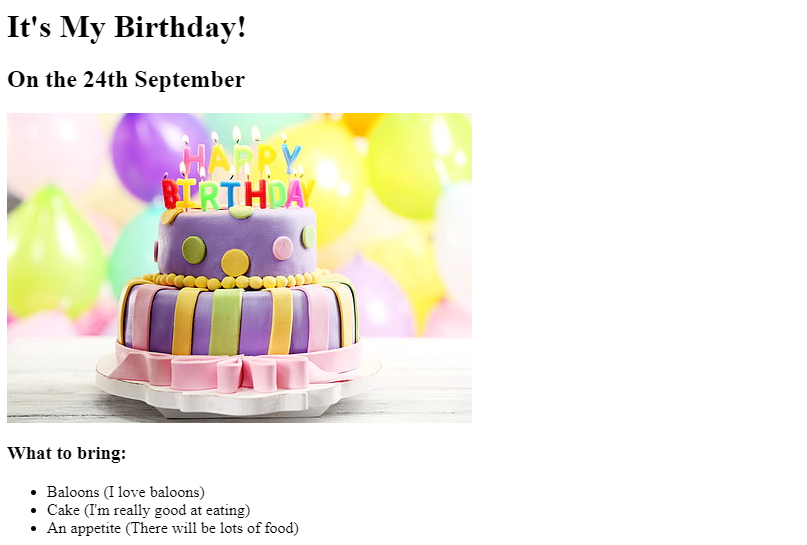 It's My Birthday!
On the 24th September
HAPPY
BIRTHDAY
What to bring:
Baloons (I love baloons)
Cake (I'm really good at eating)
An appetite (There will be lots of food)